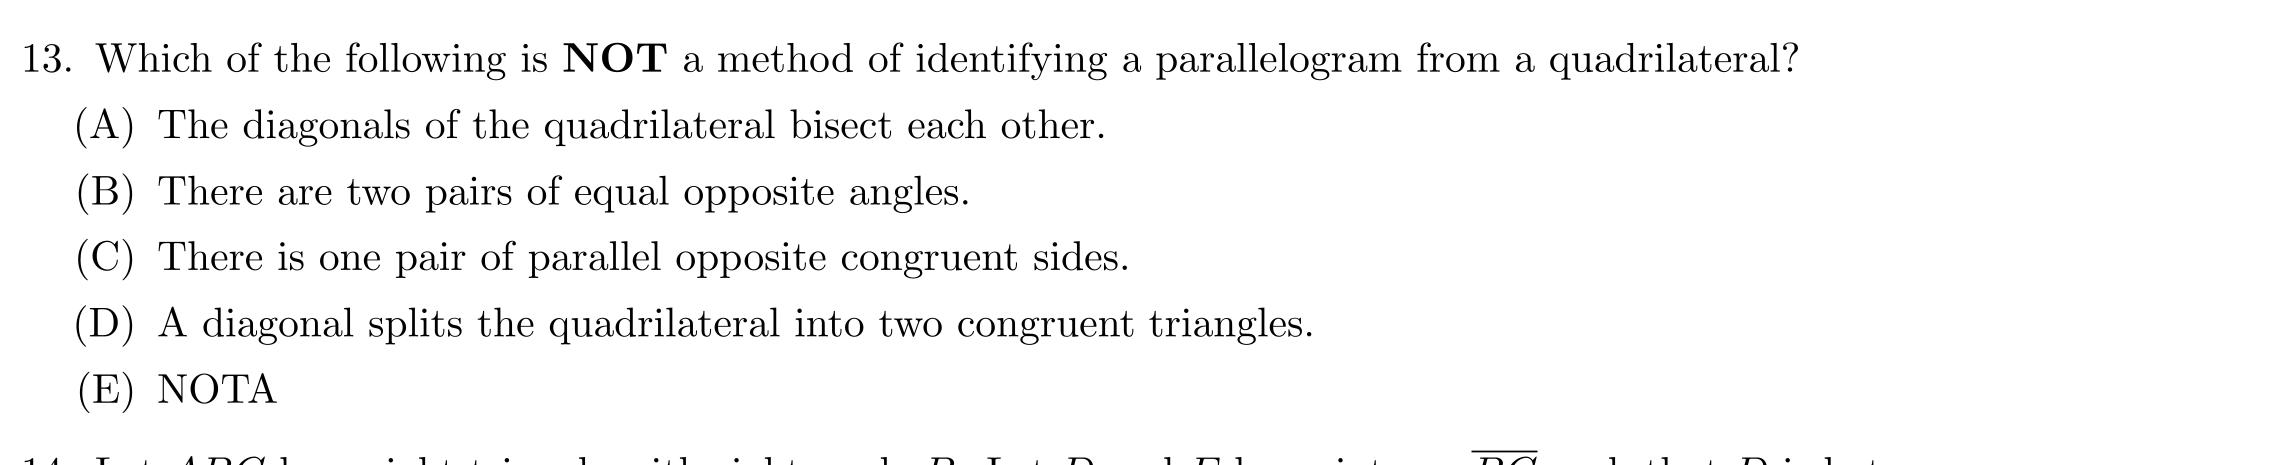 13. Which of the following is NOT a method of identifying a parallelogram from a quadrilateral?
(A) The diagonals of the quadrilateral bisect each other.
(B) There are two pairs of equal opposite angles.
(C) There is one pair of parallel opposite congruent sides.
(D) A diagonal splits the quadrilateral into two congruent triangles.
(E) NOTA